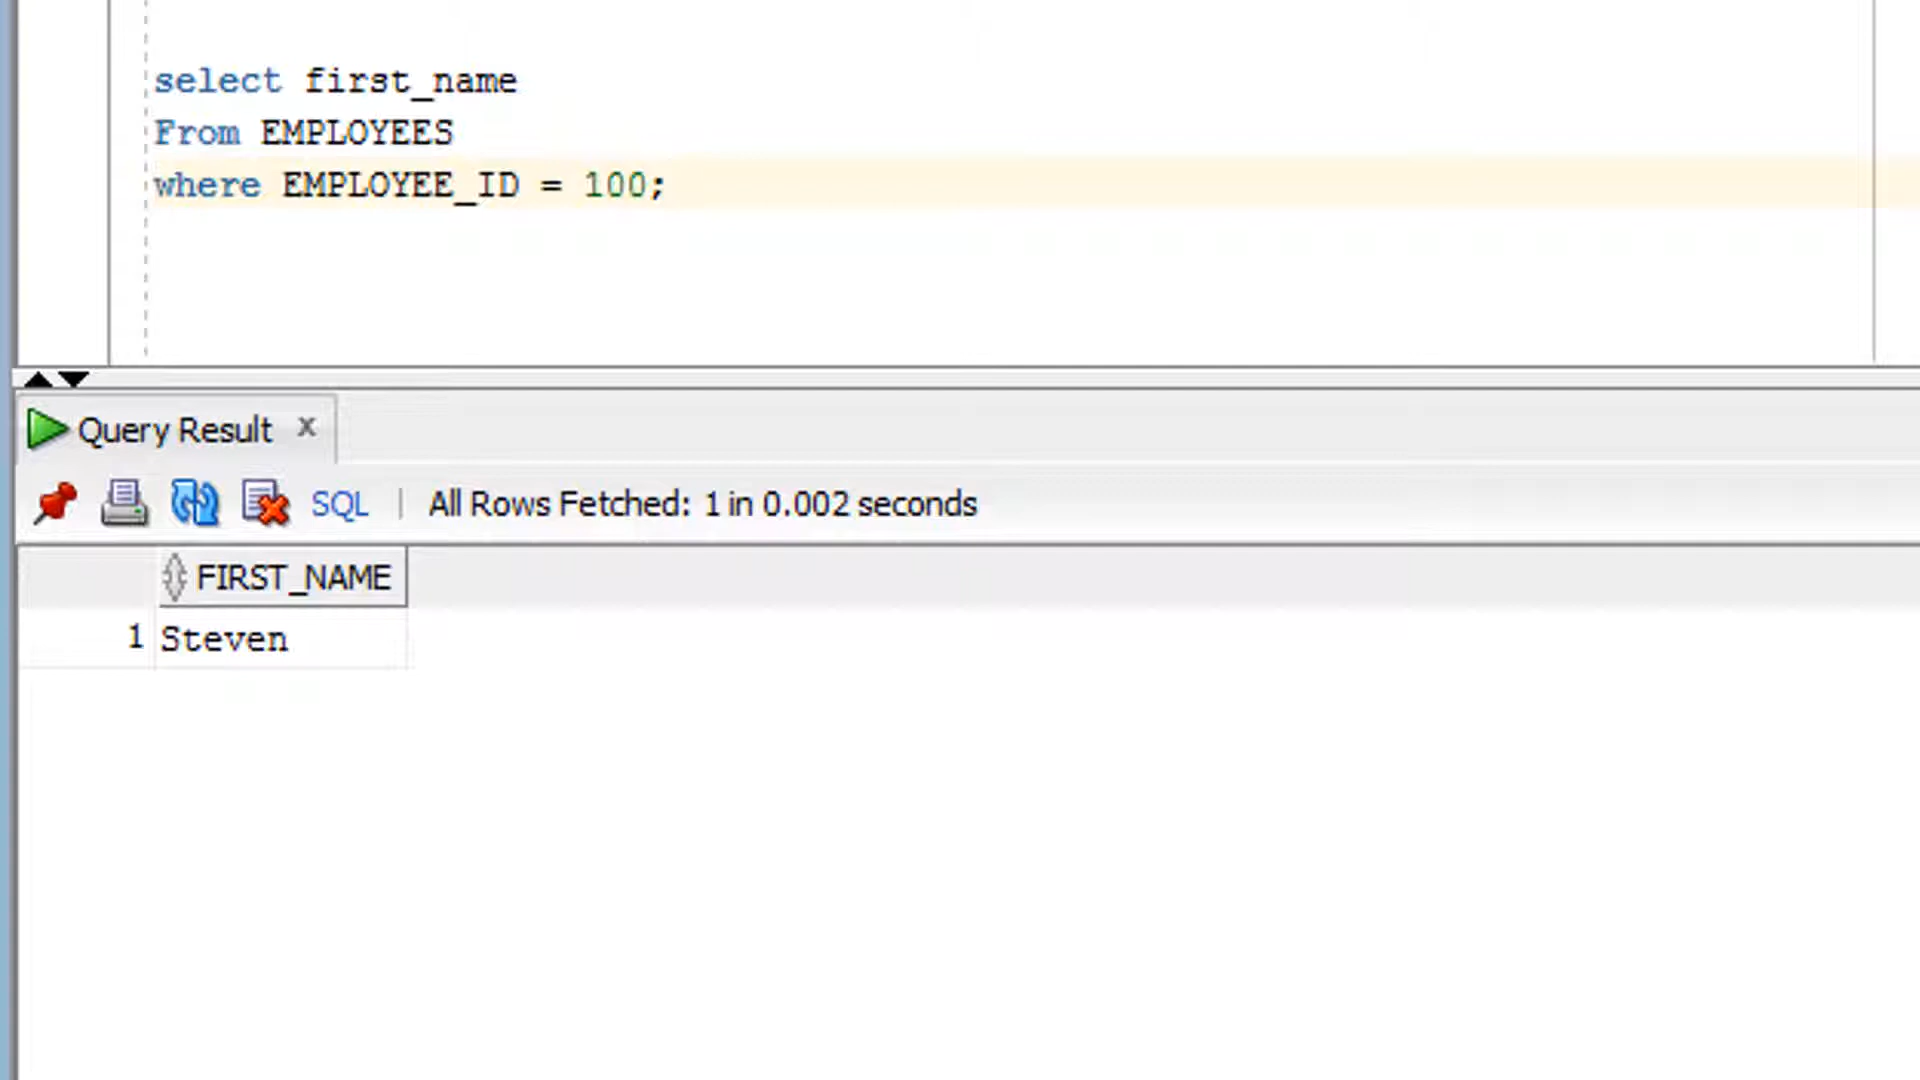 select first_name
From EMPLOYEES
where EMPLOYEE_ID = 100;
Query Result x
SQL | All Rows Fetched: 1 in 0.002 seconds
FIRST_NAME
1 Steven